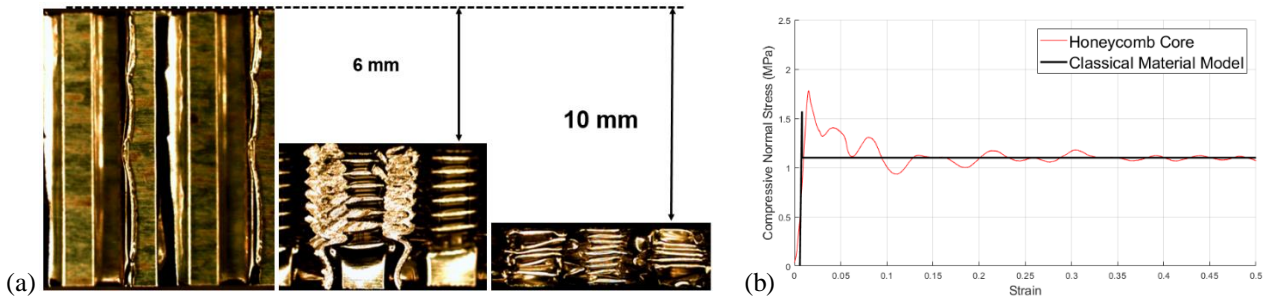 6 mm
10 mm
(a)
(b)
Compressive Normal Stress (MPa)
2.5
2
1.5
1
0.5
0
Honeycomb Core
Classical Material Model
0
0.05
0.1
0.15
0.2
0.25
0.3
0.35
0.4
0.45
0.5
Strain